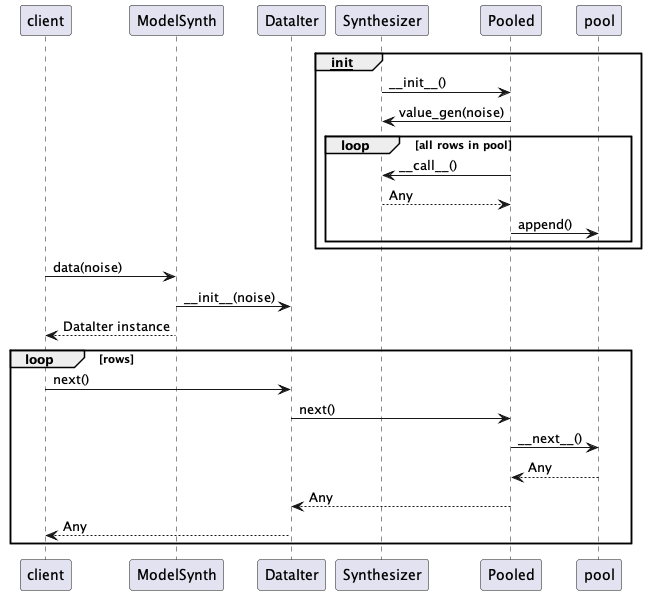 client ModelSynth DataIter Synthesizer Pooled pool
init
__init__()
value_gen(noise)
loop [all rows in pool]
__call__()
Any
append()
data(noise)
__init__(noise)
DataIter instance
loop [rows]
next()
next()
__next__()
Any
Any
Any
client ModelSynth DataIter Synthesizer Pooled pool